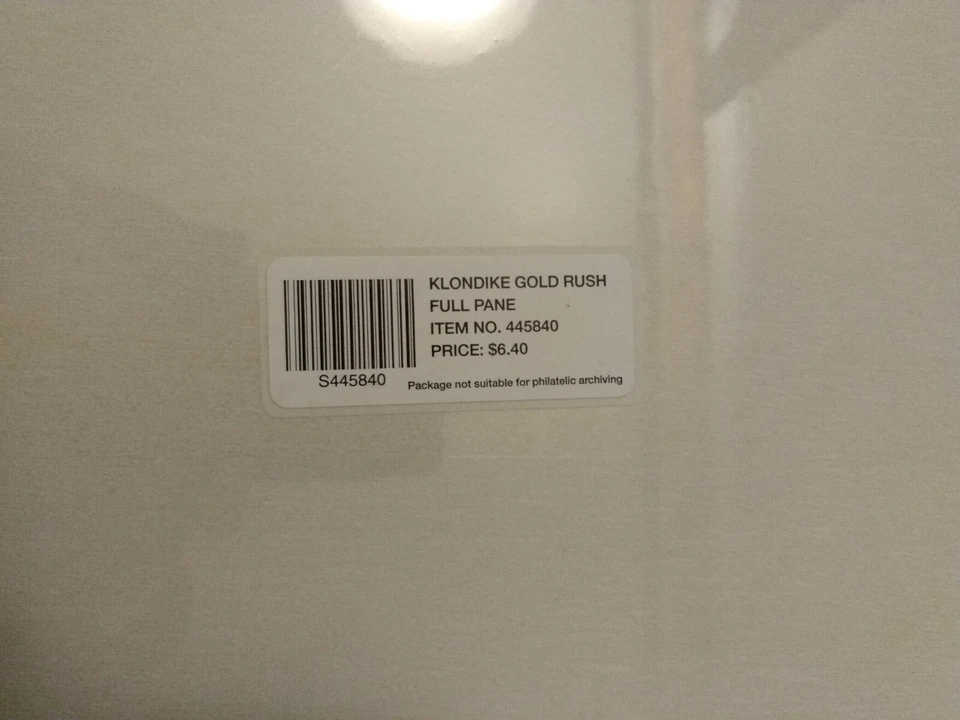 KLONDIKE GOLD RUSH
FULL PANE
ITEM NO. 445840
PRICE: $6.40
S445840
Package not suitable for philatelic archiving